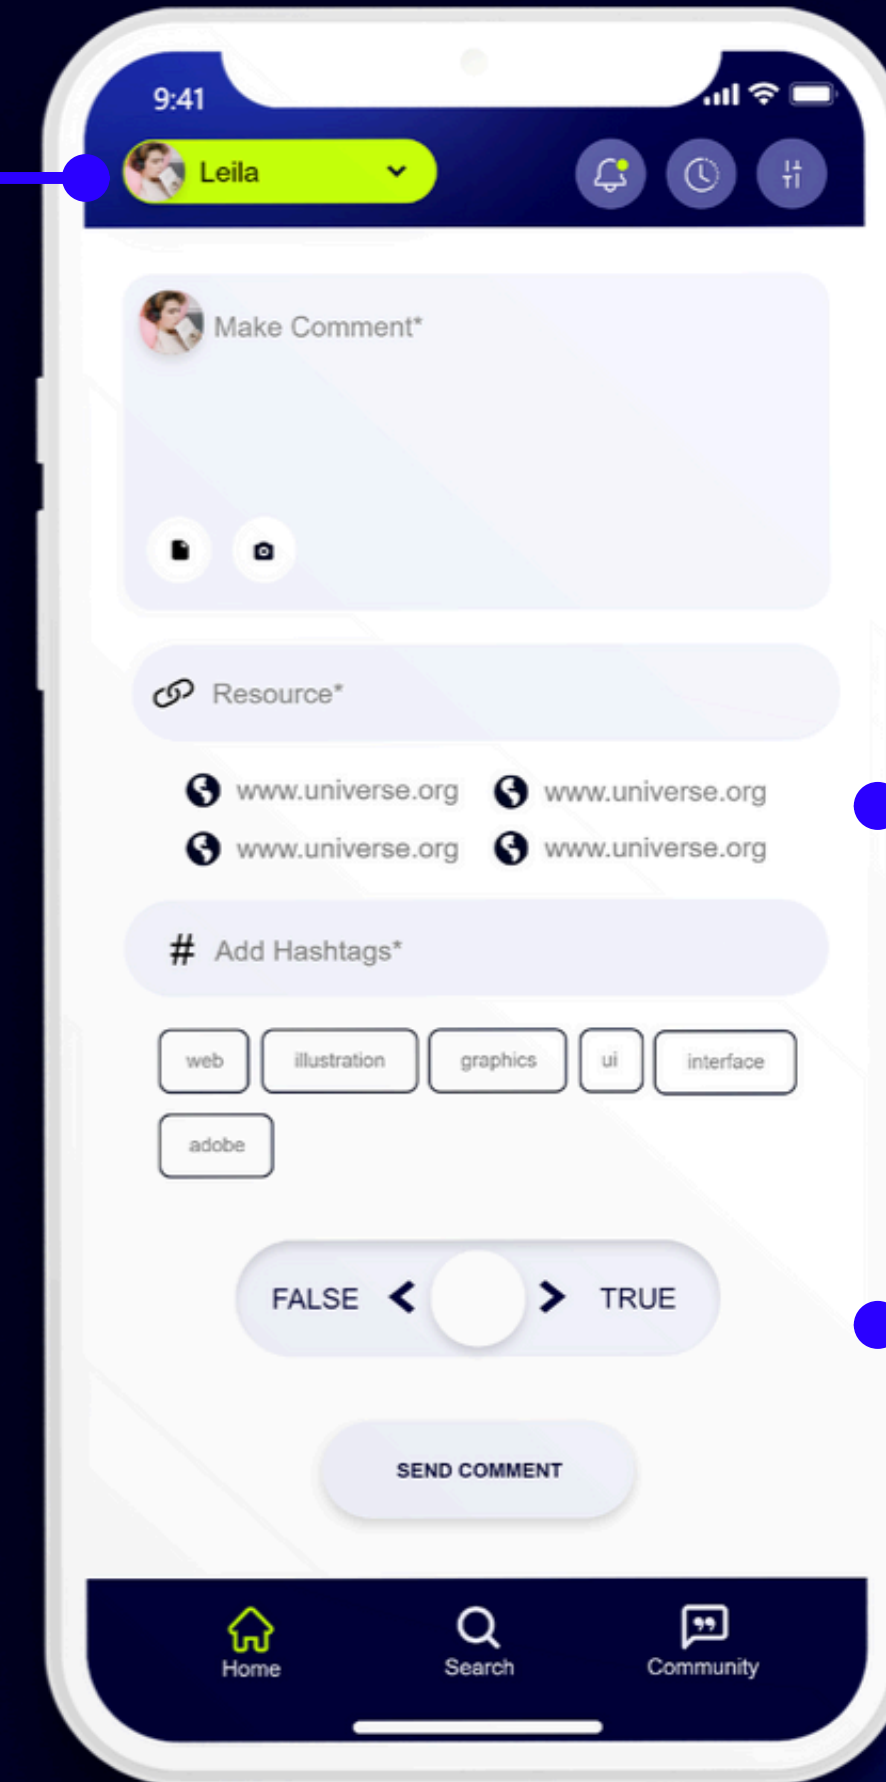 9:41
Leila
Make Comment*
Resource*
www.universe.org www.universe.org
www.universe.org www.universe.org
# Add Hashtags*
web illustration graphics ui interface
adobe
FALSE < > TRUE
SEND COMMENT
Home Search Community